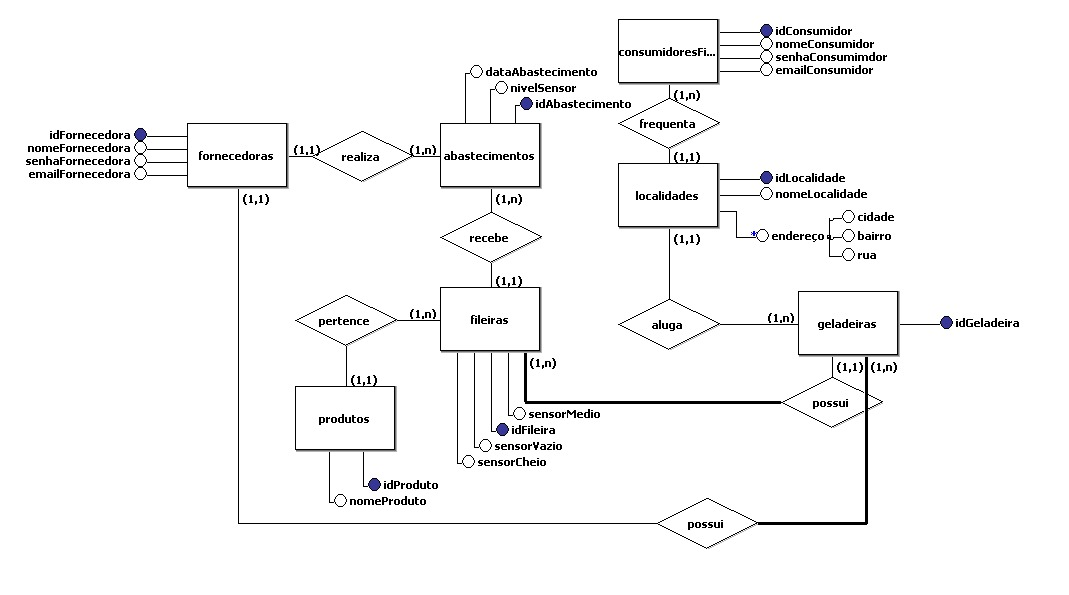 consumidoresFi...
idConsumidor
nomeConsumidor
senhaConsumimdor
emailConsumidor
(1,n)
frequenta
(1,1)
dataAbastecimento
nivelSensor
idAbastecimento
idFornecedora
nomeFornecedora
senhaFornecedora
emailFornecedora
fornecedoras
(1,1)
realiza
(1,n)
abastecimentos
(1,1)
(1,n)
recebe
(1,1)
localidades
idLocalidade
nomeLocalidade
*
endereço
cidade
bairro
rua
(1,1)
pertence
(1,n)
fileiras
aluga
(1,n)
geladeiras
idGeladeira
(1,n)
(1,1)
(1,n)
possui
(1,1)
produtos
sensorMedio
idFileira
sensorVazio
sensorCheio
idProduto
nomeProduto
possui